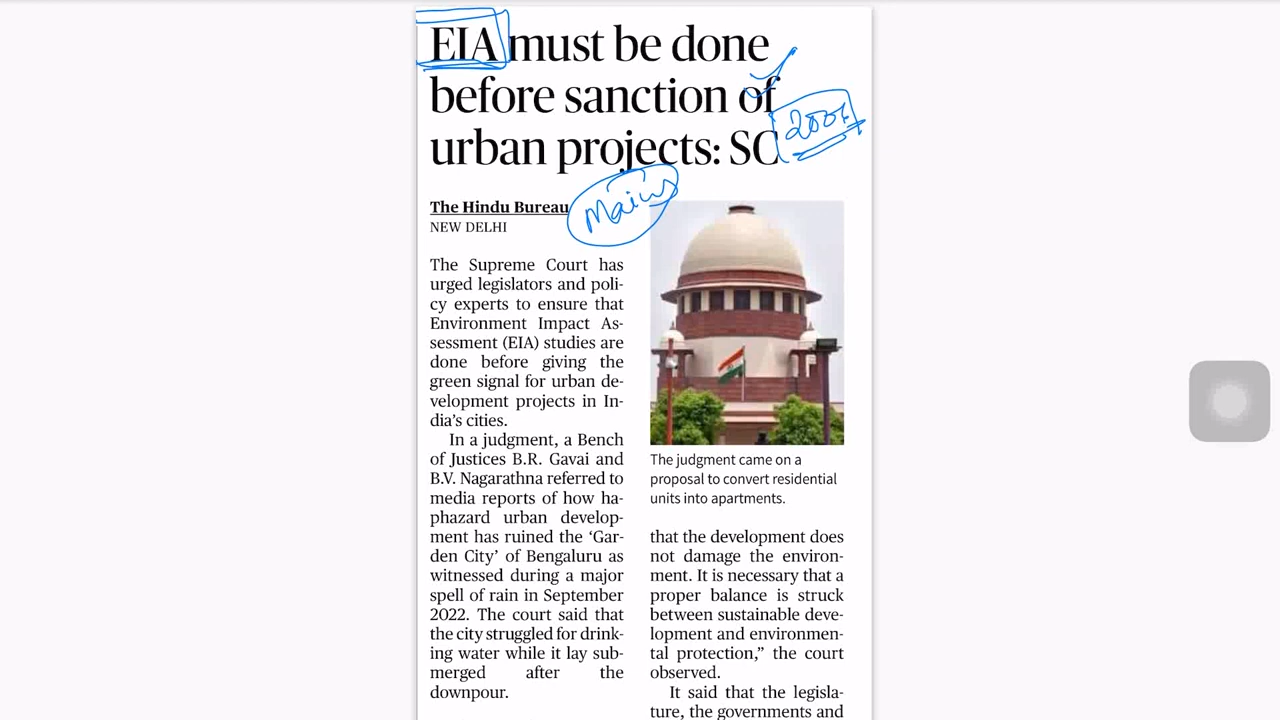 EIA must be done
before sanction of
urban projects: SC
Mains
The Hindu Bureau
NEW DELHI
The Supreme Court has
urged legislators and poli-
cy experts to ensure that
Environment Impact As-
sessment (EIA) studies are
done before giving the
green signal for urban de-
velopment projects in In-
dia's cities.
In a judgment, a Bench
of Justices B.R. Gavai and
B.V. Nagarathna referred to
media reports of how ha-
phazard urban develop-
ment has ruined the ‘Gar-
den City’ of Bengaluru as
witnessed during a major
spell of rain in September
2022. The court said that
the city struggled for drink-
ing water while it lay sub-
merged after the
downpour.
The judgment came on a
proposal to convert residential
units into apartments.
that the development does
not damage the environ-
ment. It is necessary that a
proper balance is struck
between sustainable deve-
lopment and environmen-
tal protection,” the court
observed.
It said that the legisla-
ture, the governments and